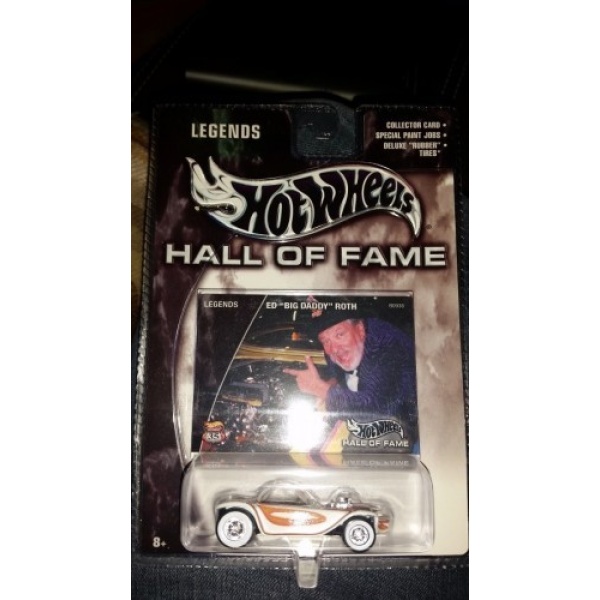 LEGENDS
COLLECTOR CARD •
SPECIAL PAINT JOBS •
DELUXE "RUBBER" •
TIRES
HOT WHEELS
HALL OF FAME
LEGENDS ED "BIG DADDY" ROTH
HOT WHEELS
HALL OF FAME
35
8+